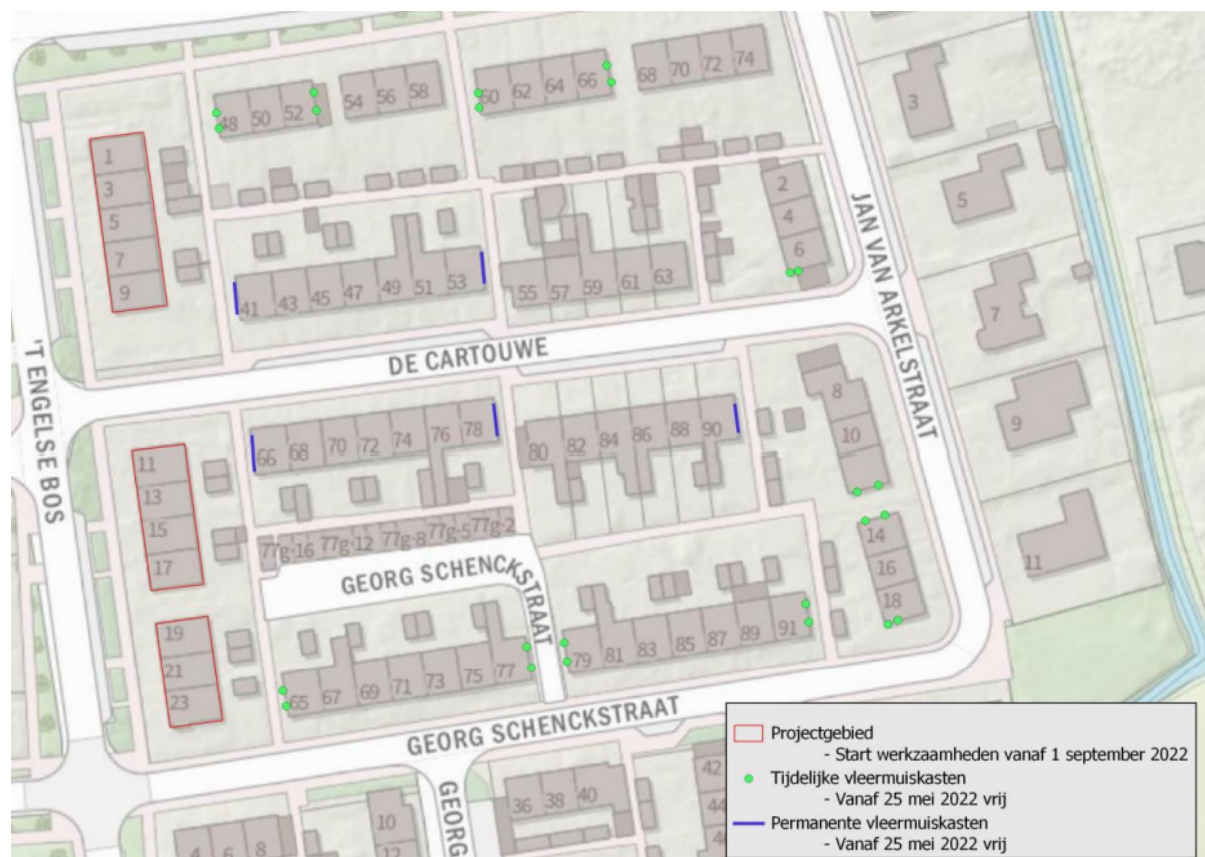 48 50 52 54 56 58 60 62 64 66 68 70 72 74
3
1
3
5
7
9
2
4
6
5
7
9
11
JAN VAN ARKELSTRAAT
41 43 45 47 49 51 53 55 57 59 61 63
DE CARTOUWE
'T ENGELSE BOS
66 68 70 72 74 76 78 80 82 84 86 88 90
8
10
11
13
15
17
77g-16 77g-12 77g-8 77g-5 77g-2
14
16
18
GEORG SCHENCKSTRAAT
19
21
23
65 67 69 71 73 75 77 79 81 83 85 87 89 91
GEORG SCHENCKSTRAAT
GEORG
36 38 40
42
44
10
12
4 6 8
Projectgebied
- Start werkzaamheden vanaf 1 september 2022
Tijdelijke vleermuiskasten
- Vanaf 25 mei 2022 vrij
Permanente vleermuiskasten
- Vanaf 25 mei 2022 vrij